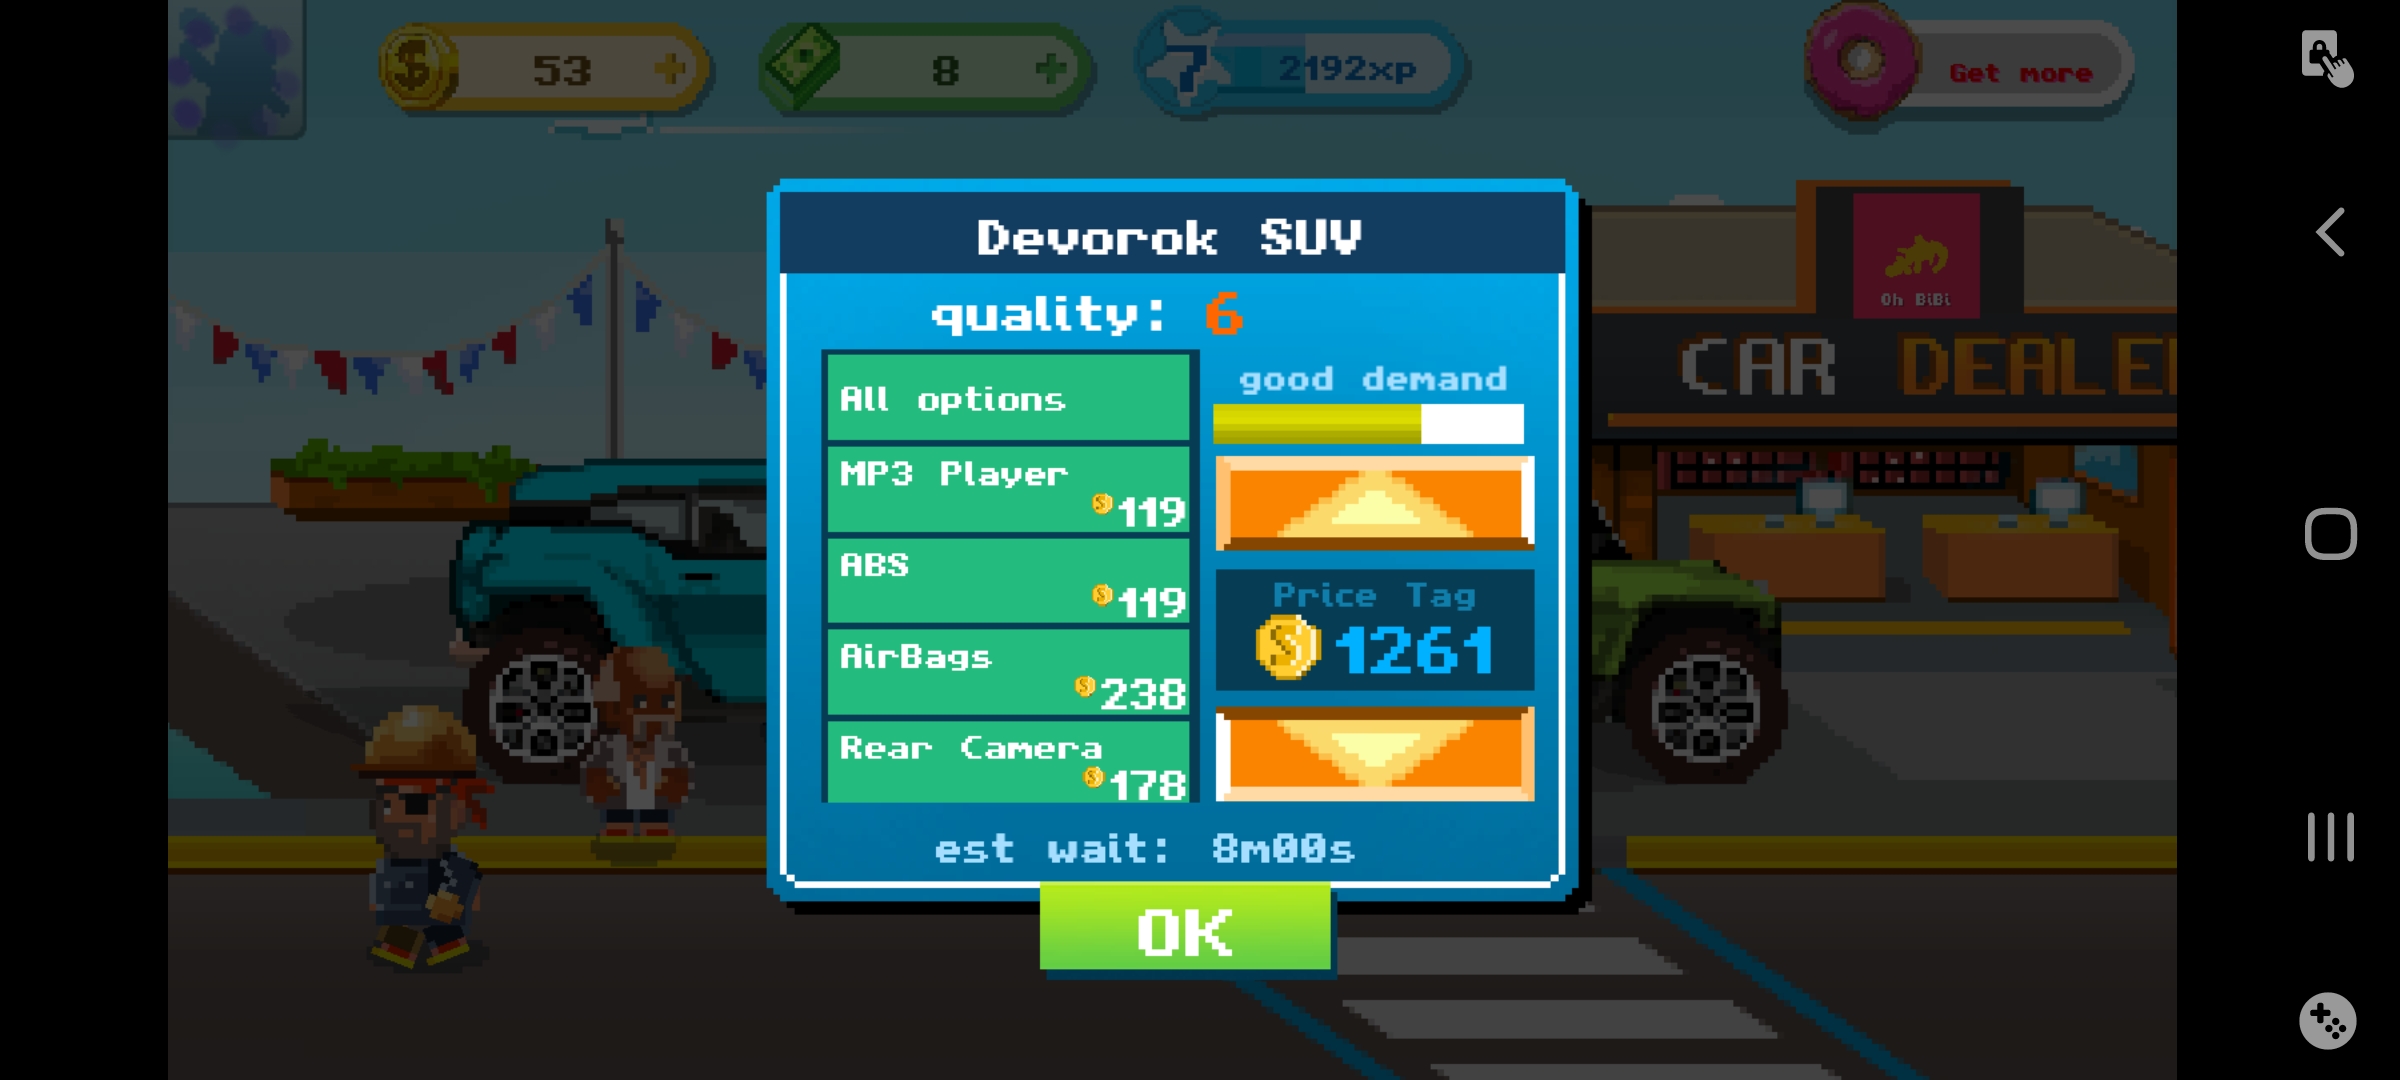 53 +
8 +
7 2192xp
Get more
Devorok SUV
quality: 6
All options
MP3 Player
119
ABS
119
AirBags
238
Rear Camera
178
good demand
Price Tag
1261
est wait: 8m00s
OK
Oh BiBi
CAR DEALE